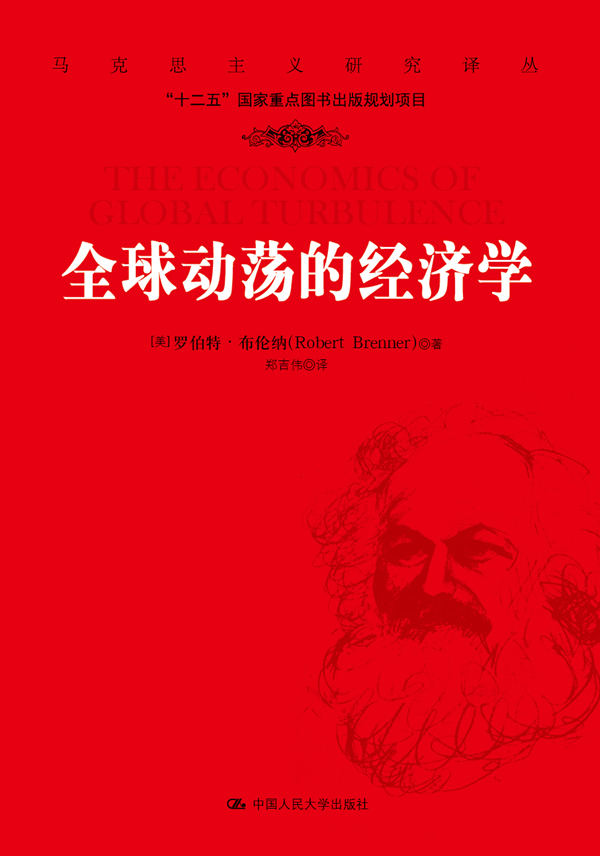 马克思主义研究译丛
“十二五”国家重点图书出版规划项目
THE ECONOMICS OF
GLOBAL TURBULENCE
全球动荡的经济学
[美]罗伯特·布伦纳(Robert Brenner)◎著
郑吉伟◎译
中国人民大学出版社